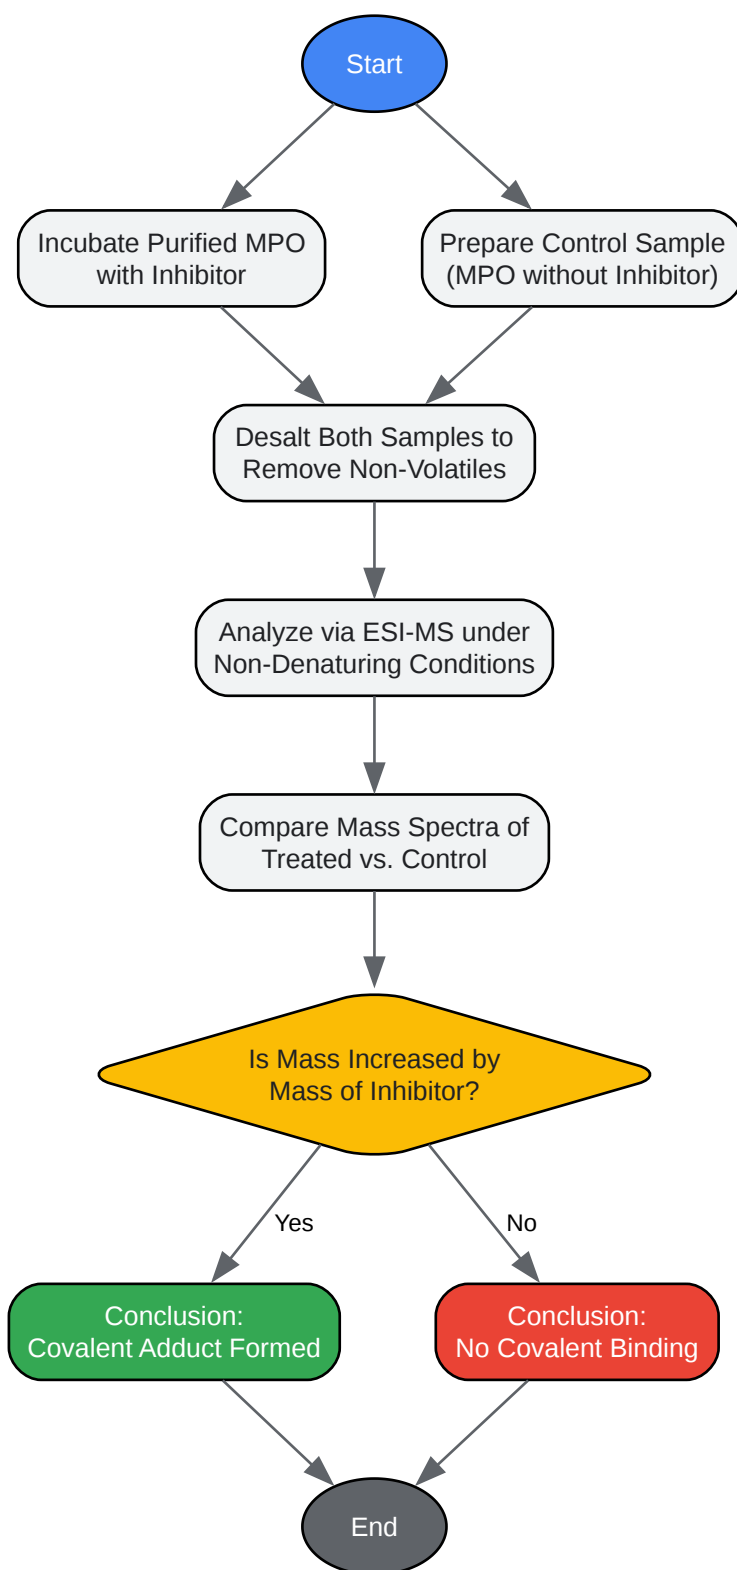 Start
Incubate Purified MPO
with Inhibitor
Prepare Control Sample
(MPO without Inhibitor)
Desalt Both Samples to
Remove Non-Volatiles
Analyze via ESI-MS under
Non-Denaturing Conditions
Compare Mass Spectra of
Treated vs. Control
Is Mass Increased by
Mass of Inhibitor?
Yes
No
Conclusion:
Covalent Adduct Formed
Conclusion:
No Covalent Binding
End